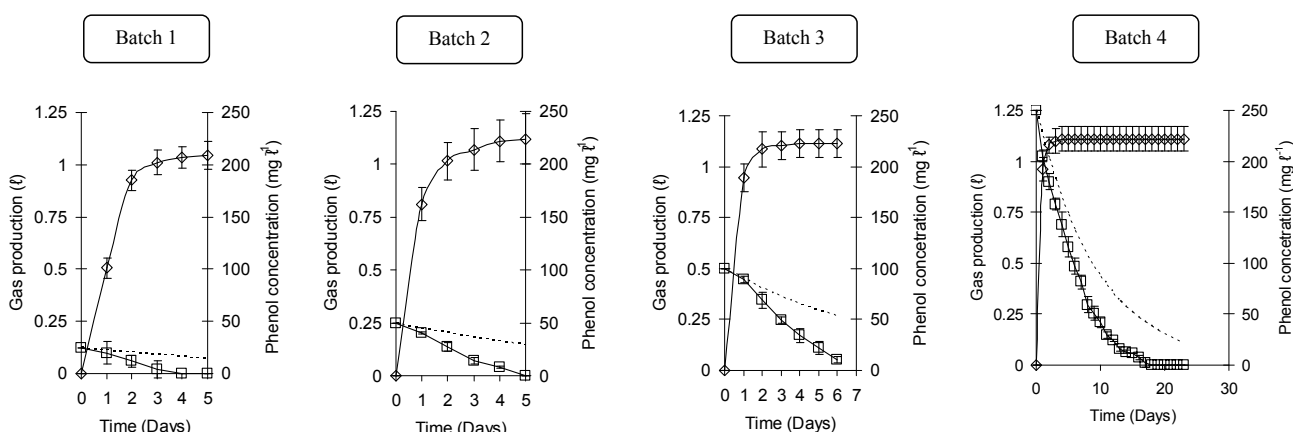 Batch 1
Batch 2
Batch 3
Batch 4
Gas production (ℓ)
1.25
1
0.75
0.5
0.25
0
250
200
150
100
50
0
Phenol concentration (mg ℓ⁻¹)
0 1 2 3 4 5
Time (Days)
Gas production (ℓ)
1.25
1
0.75
0.5
0.25
0
250
200
150
100
50
0
Phenol concentration (mg ℓ⁻¹)
0 1 2 3 4 5
Time (Days)
Gas production (ℓ)
1.25
1
0.75
0.5
0.25
0
250
200
150
100
50
0
Phenol concentration (mg ℓ⁻¹)
0 1 2 3 4 5 6 7
Time (Days)
Gas production (ℓ)
1.25
1
0.75
0.5
0.25
0
250
200
150
100
50
0
Phenol concetration (mg ℓ⁻¹)
0 10 20 30
Time (Days)